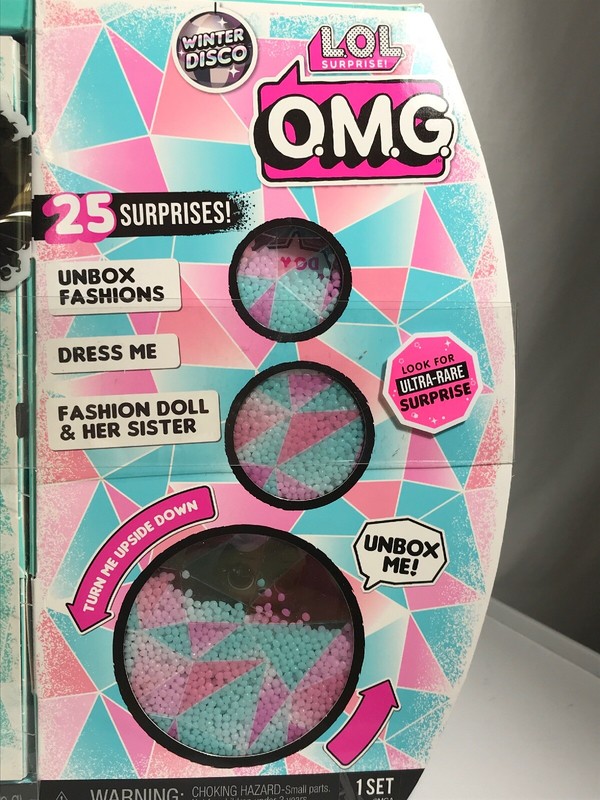 WINTER
DISCO
L.O.L
SURPRISE!
O.M.G.
25 SURPRISES!
UNBOX
FASHIONS
DRESS ME
FASHION DOLL
& HER SISTER
LOOK FOR
ULTRA-RARE
SURPRISE
TURN ME UPSIDE DOWN
UNBOX
ME!
WARNING: CHOKING HAZARD-Small parts.
1 SET